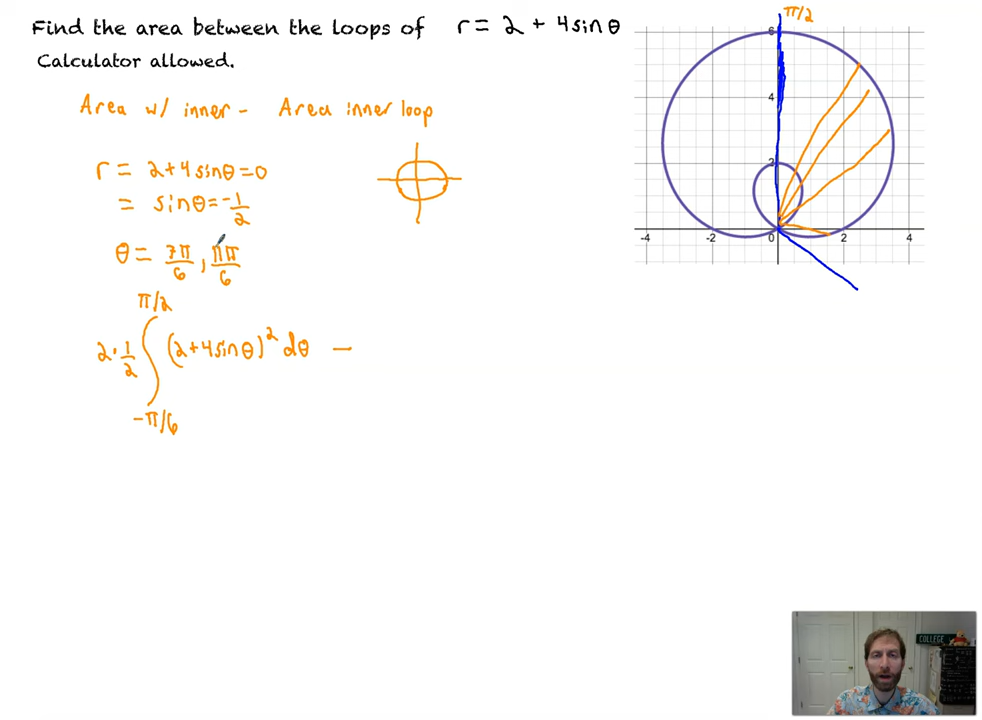 Find the area between the loops of r = 2 + 4sinθ
Calculator allowed.
Area w/ inner - Area inner loop
r = 2+4sinθ=0
= sinθ=-1/2
θ = 7π/6, 11π/6
π/2
2·1/2 ∫ (2+4sinθ)² dθ —
-π/6
π/2
6
4
2
-4 -2 0 2 4
COLLEGE